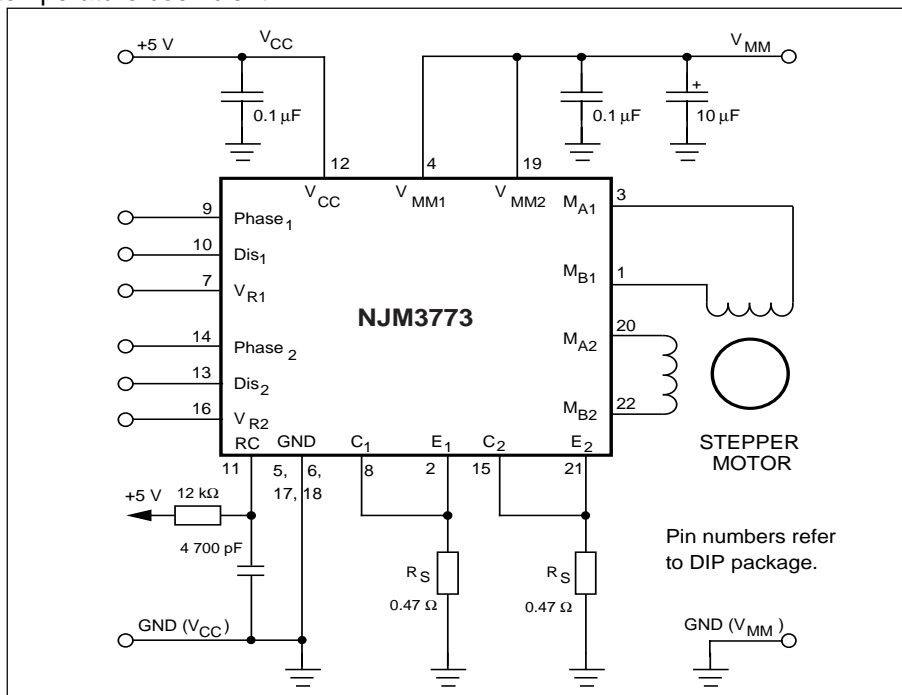 +5 V
V CC
V MM
+
0.1 µF
0.1 µF
10 µF
12
4
19
V CC
V MM1
V MM2
M A1
3
9
Phase 1
10
Dis 1
M B1
1
7
V R1
NJM3773
14
Phase 2
M A2
20
13
Dis 2
16
V R2
M B2
22
RC
GND
C 1
E 1
C 2
E 2
STEPPER
MOTOR
11
5,
6,
17,
18
8
2
15
21
+5 V
12 kΩ
4 700 pF
Pin numbers refer
to DIP package.
R S
0.47 Ω
R S
0.47 Ω
GND (V CC )
GND (V MM )